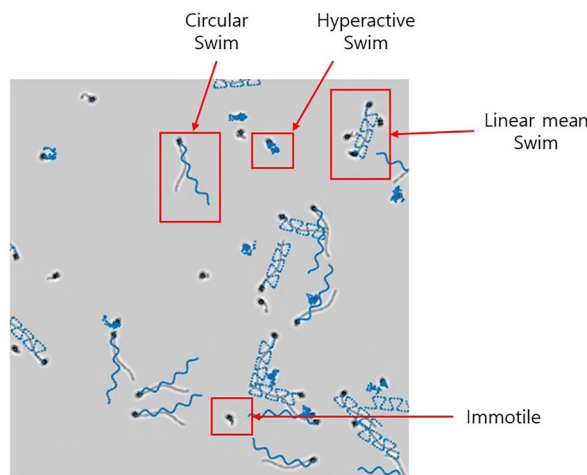 Circular
Swim
Hyperactive
Swim
Linear mean
Swim
Immotile